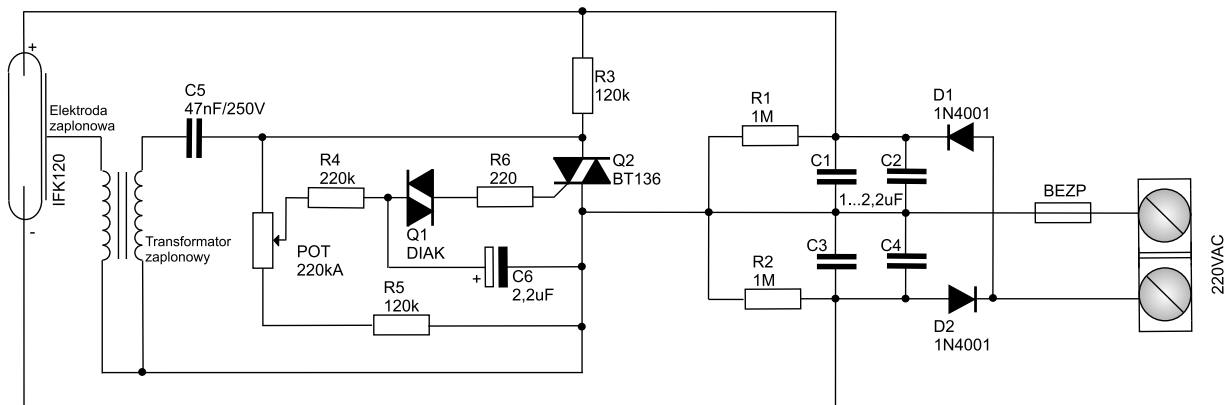 +
Elektroda
zaplonowa
IFK120
-
C5
47nF/250V
Transformator
zaplonowy
R4
220k
POT
220kA
Q1
DIAK
R6
220
+
C6
2,2uF
R5
120k
R3
120k
Q2
BT136
R1
1M
R2
1M
C1
C2
1...2,2uF
C3
C4
D1
1N4001
D2
1N4001
BEZP
220VAC